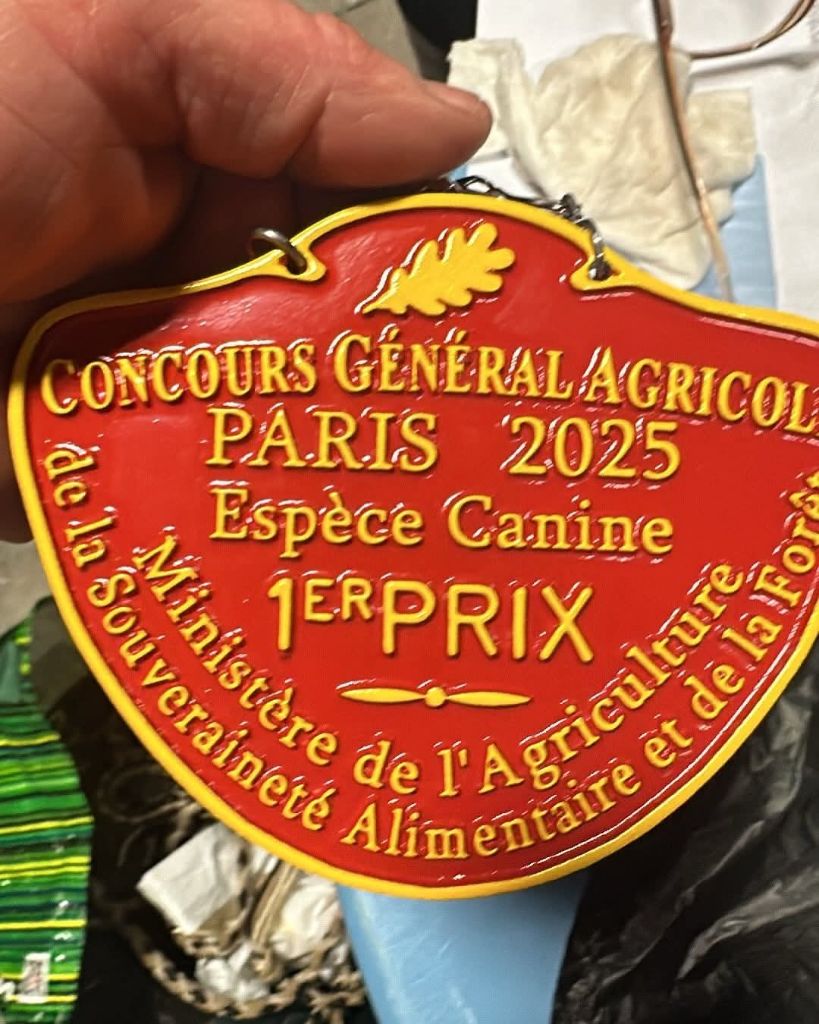 CONCOURS GÉNÉRAL AGRICOL
PARIS 2025
Espèce Canine
1ER PRIX
Ministère de l'Agriculture
de la Souveraineté Alimentaire et de la Forêt